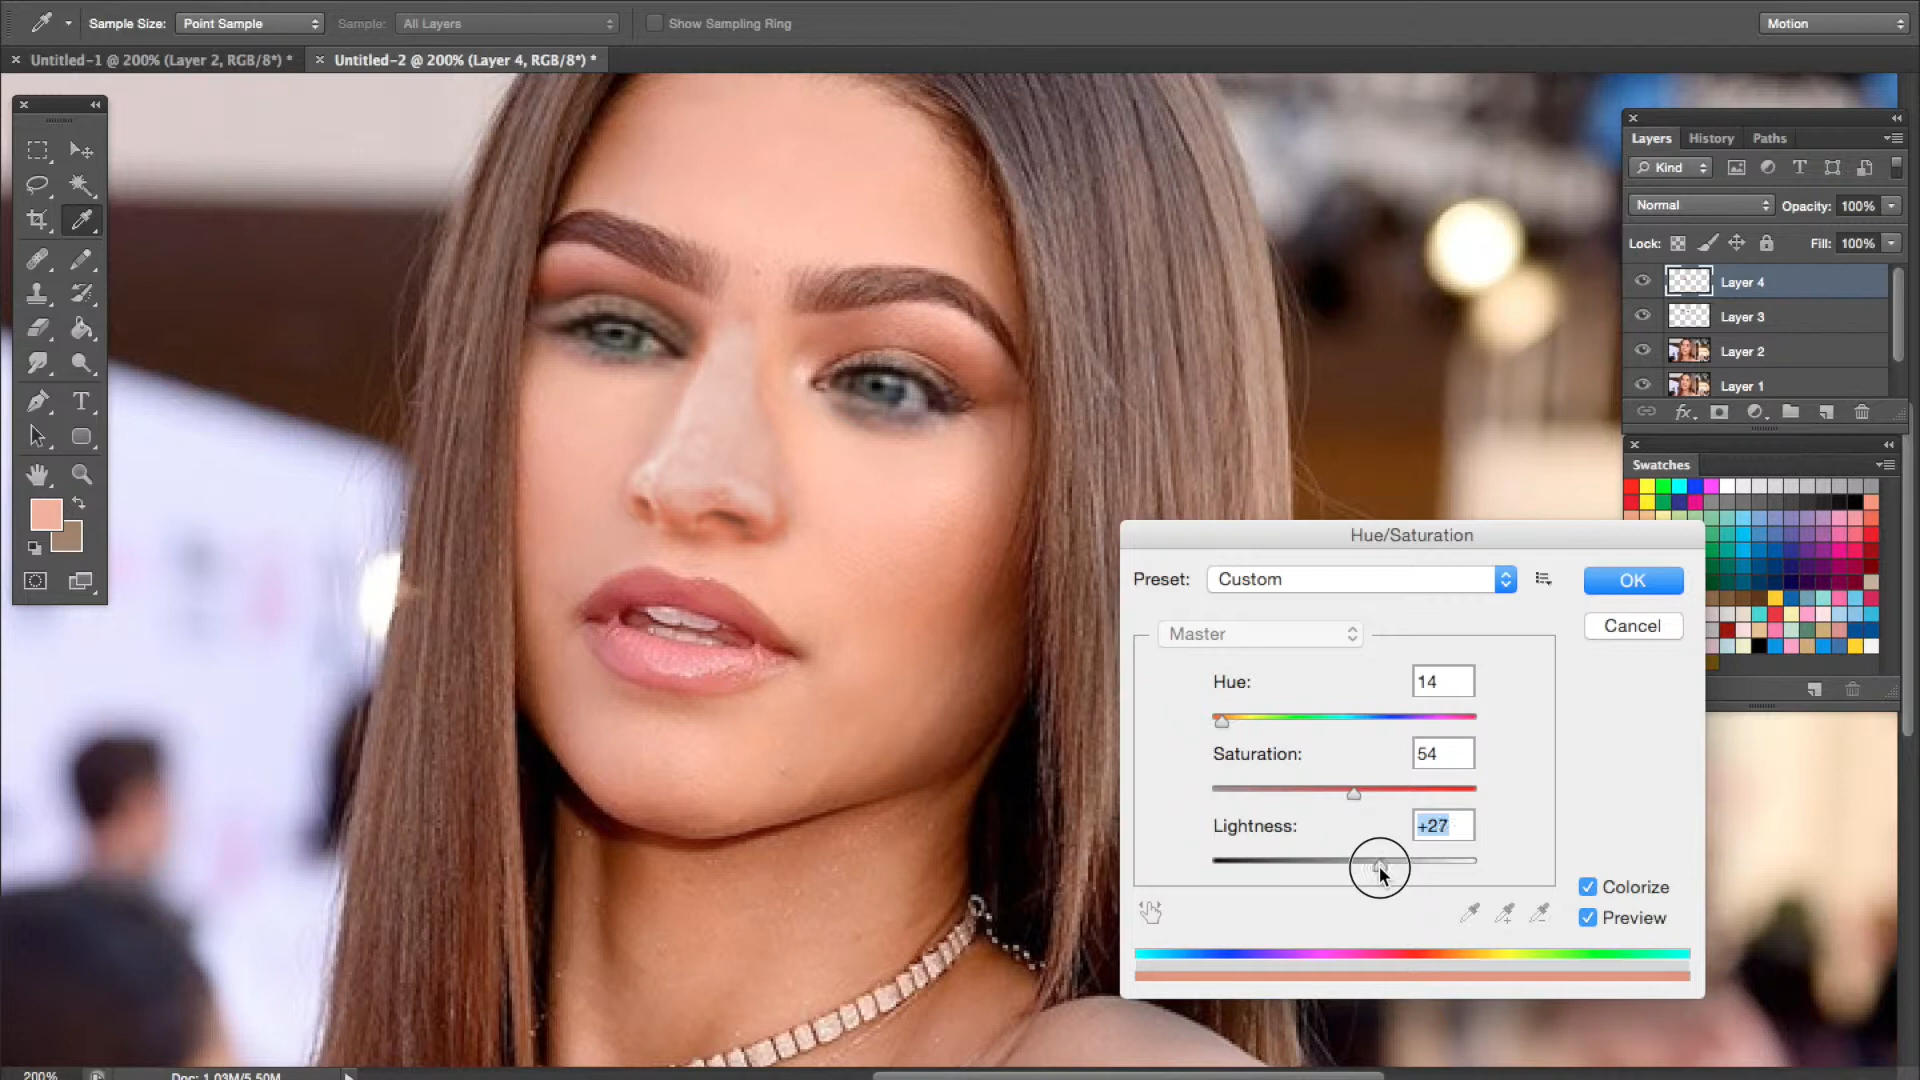 Sample Size: Point Sample Sample: All Layers Show Sampling Ring Motion
Untitled-1 @ 200% (Layer 2, RGB/8*) * Untitled-2 @ 200% (Layer 4, RGB/8*) *
Layers History Paths
Kind
Normal Opacity: 100%
Lock: Fill: 100%
Layer 4
Layer 3
Layer 2
Layer 1
Swatches
Hue/Saturation
Preset: Custom OK
Cancel
Master
Hue: 14
Saturation: 54
Lightness: +27
Colorize
Preview
200% Doc: 1.03M/5.50M